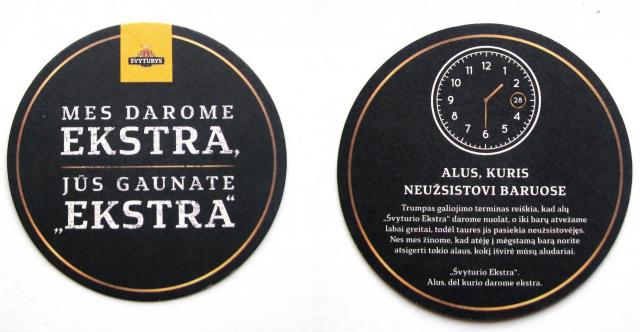 ŠVYTURYS
MES DAROME
EKSTRA,
JŪS GAUNATE
„EKSTRA“
12
1
2
28
4
5
6
7
8
9
10
11
ALUS, KURIS
NEUŽSISTOVI BARUOSE
Trumpas galiojimo terminas reiškia, kad alų
„Švyturio Ekstra“ darome nuolat, o iki barų atvežame
labai greitai, todėl taures jis pasiekia neužsistovėjęs.
Nes mes žinome, kad atėję į mėgstamą barą norite
atsigerti tokio alaus, kokį išvirė mūsų aludariai.
„Švyturio Ekstra“.
Alus, dėl kurio darome ekstra.